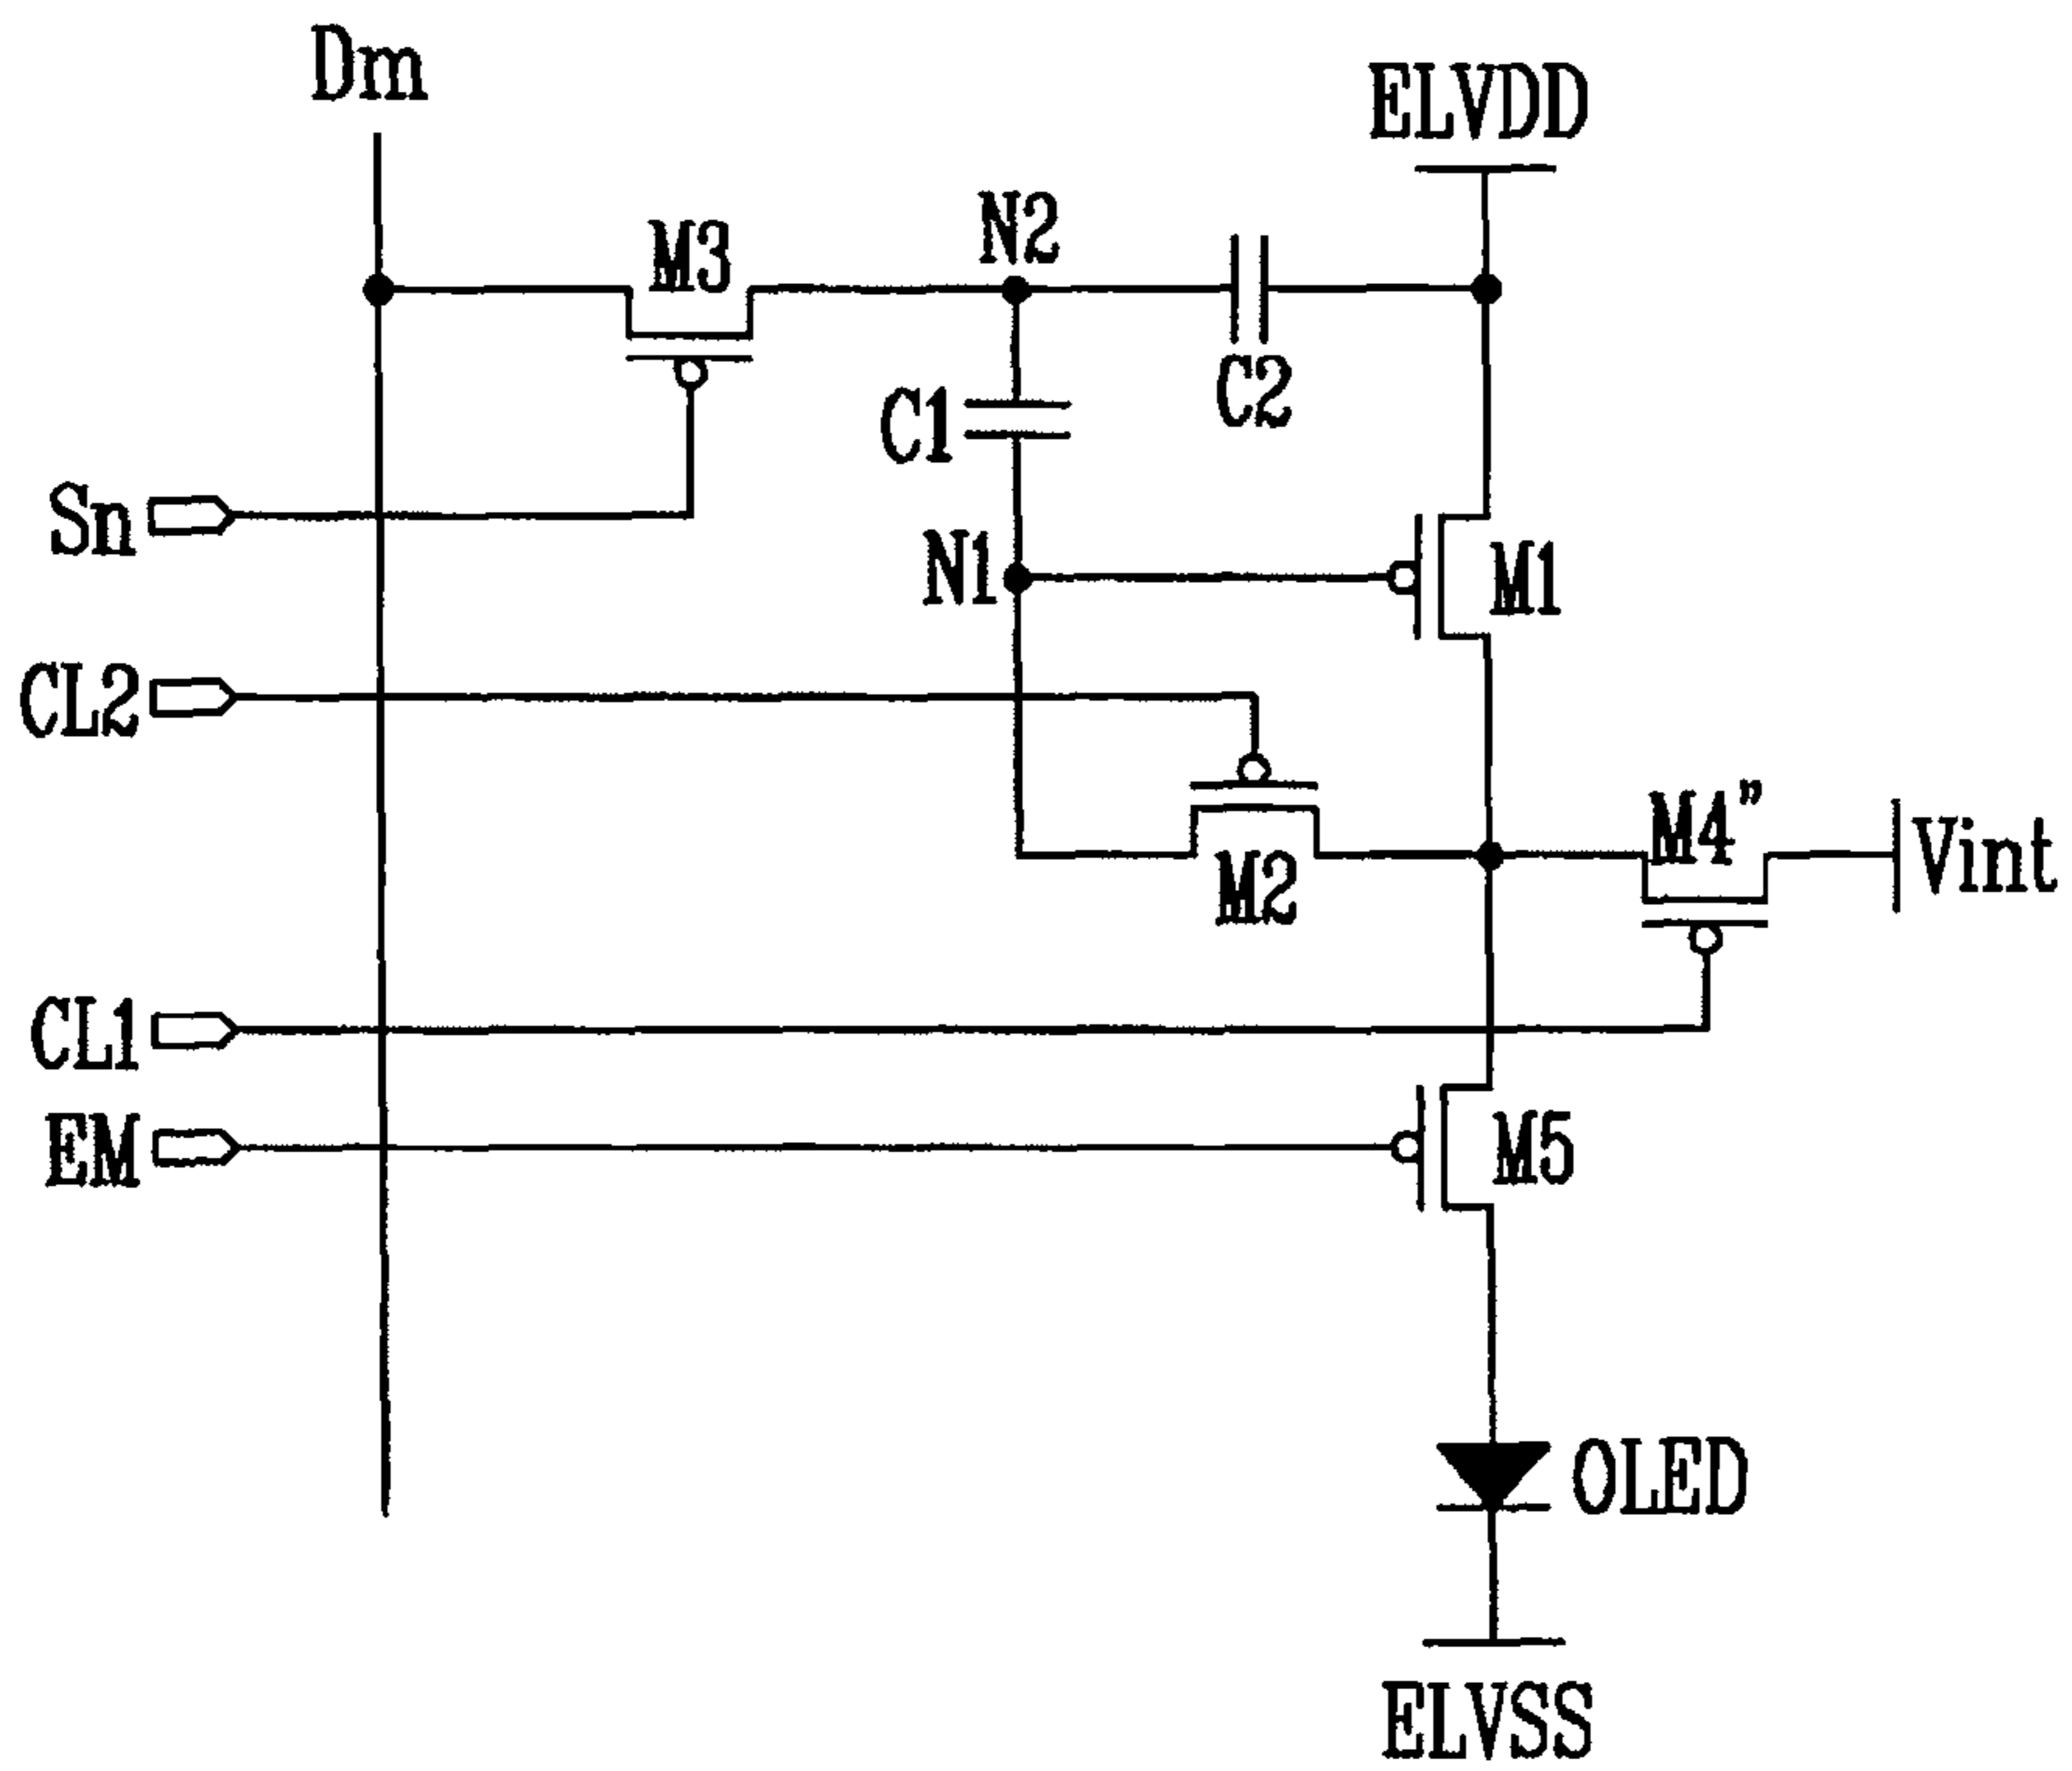 Dm
ELVDD
N2
M3
C2
C1
Sn
N1
M1
CL2
M4”
Vint
M2
CL1
EM
M5
OLED
ELVSS